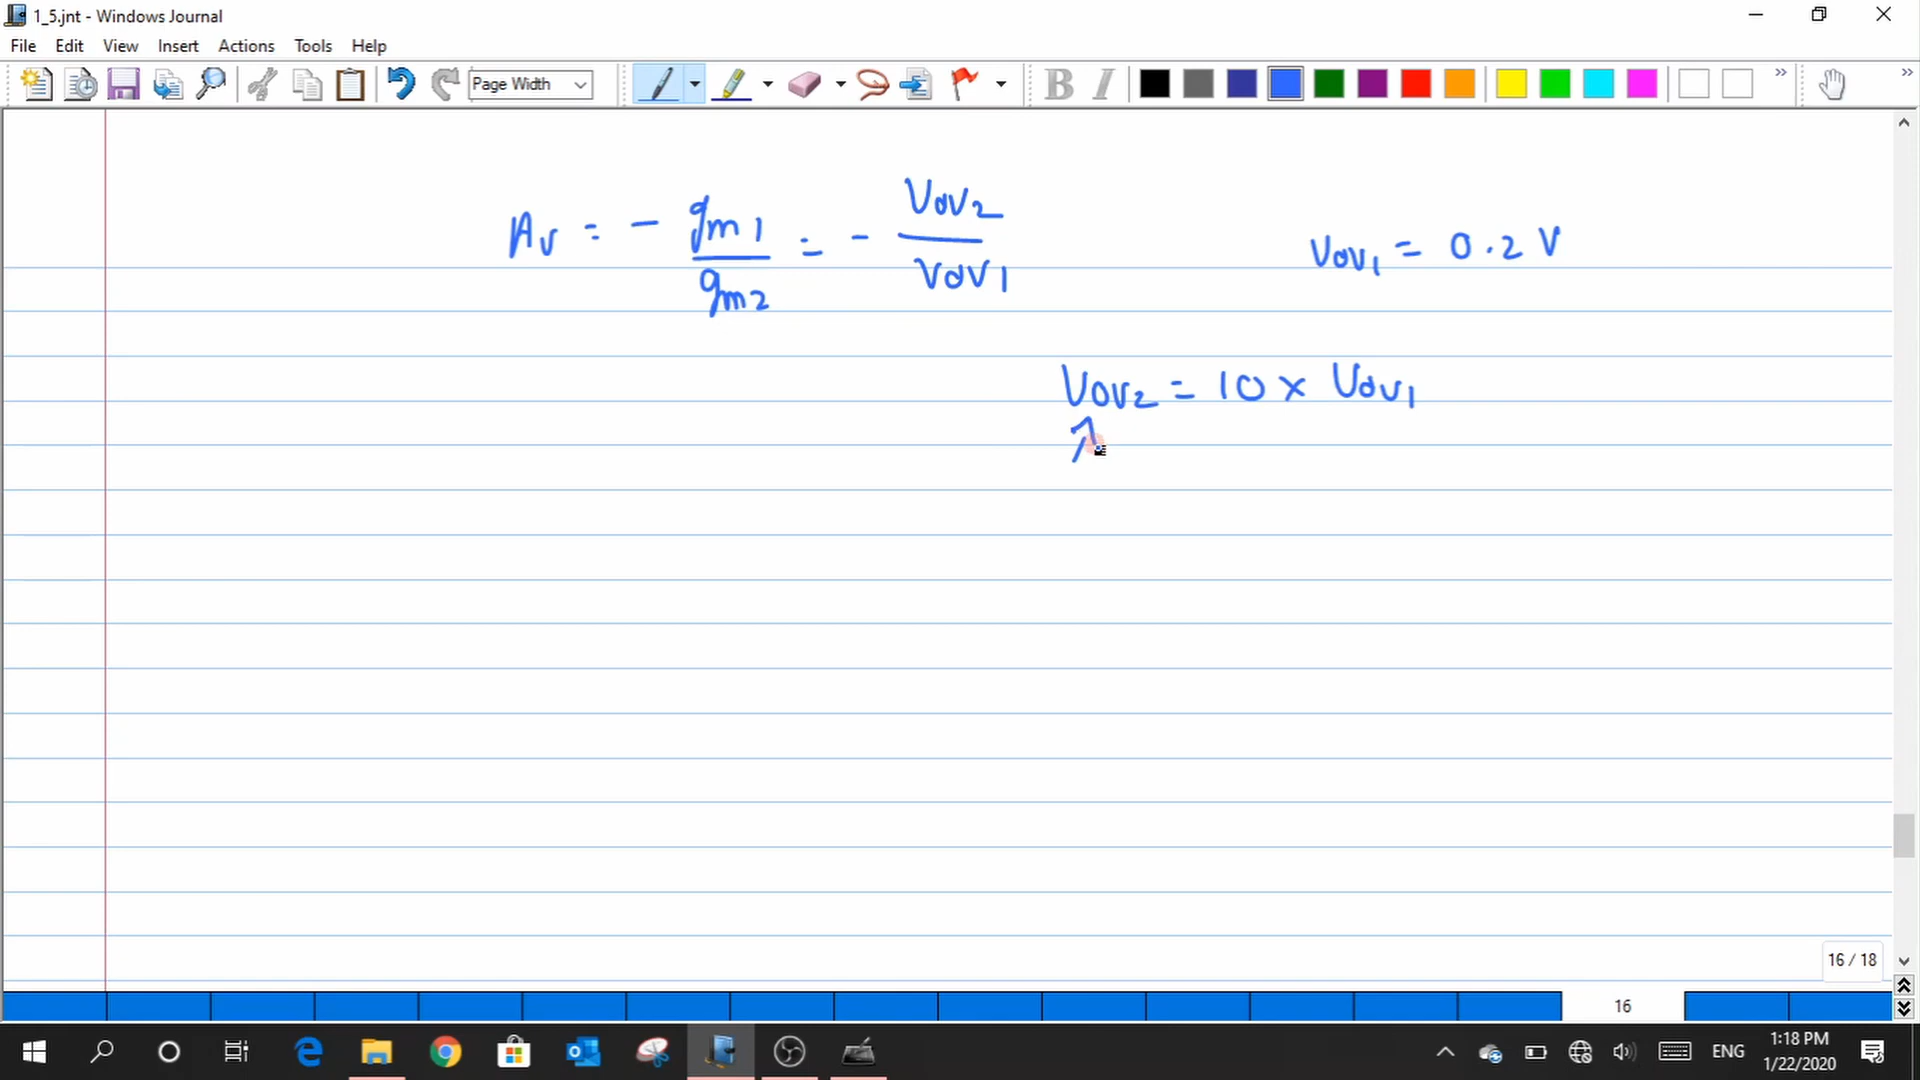 1_5.jnt - Windows Journal
File Edit View Insert Actions Tools Help
Page Width
B I
Av = - gm1/gm2 = - Vov2/Vov1
Vov1 = 0.2 V
Vov2 = 10 x Vov1
16 / 18
16
ENG
1:18 PM
1/22/2020